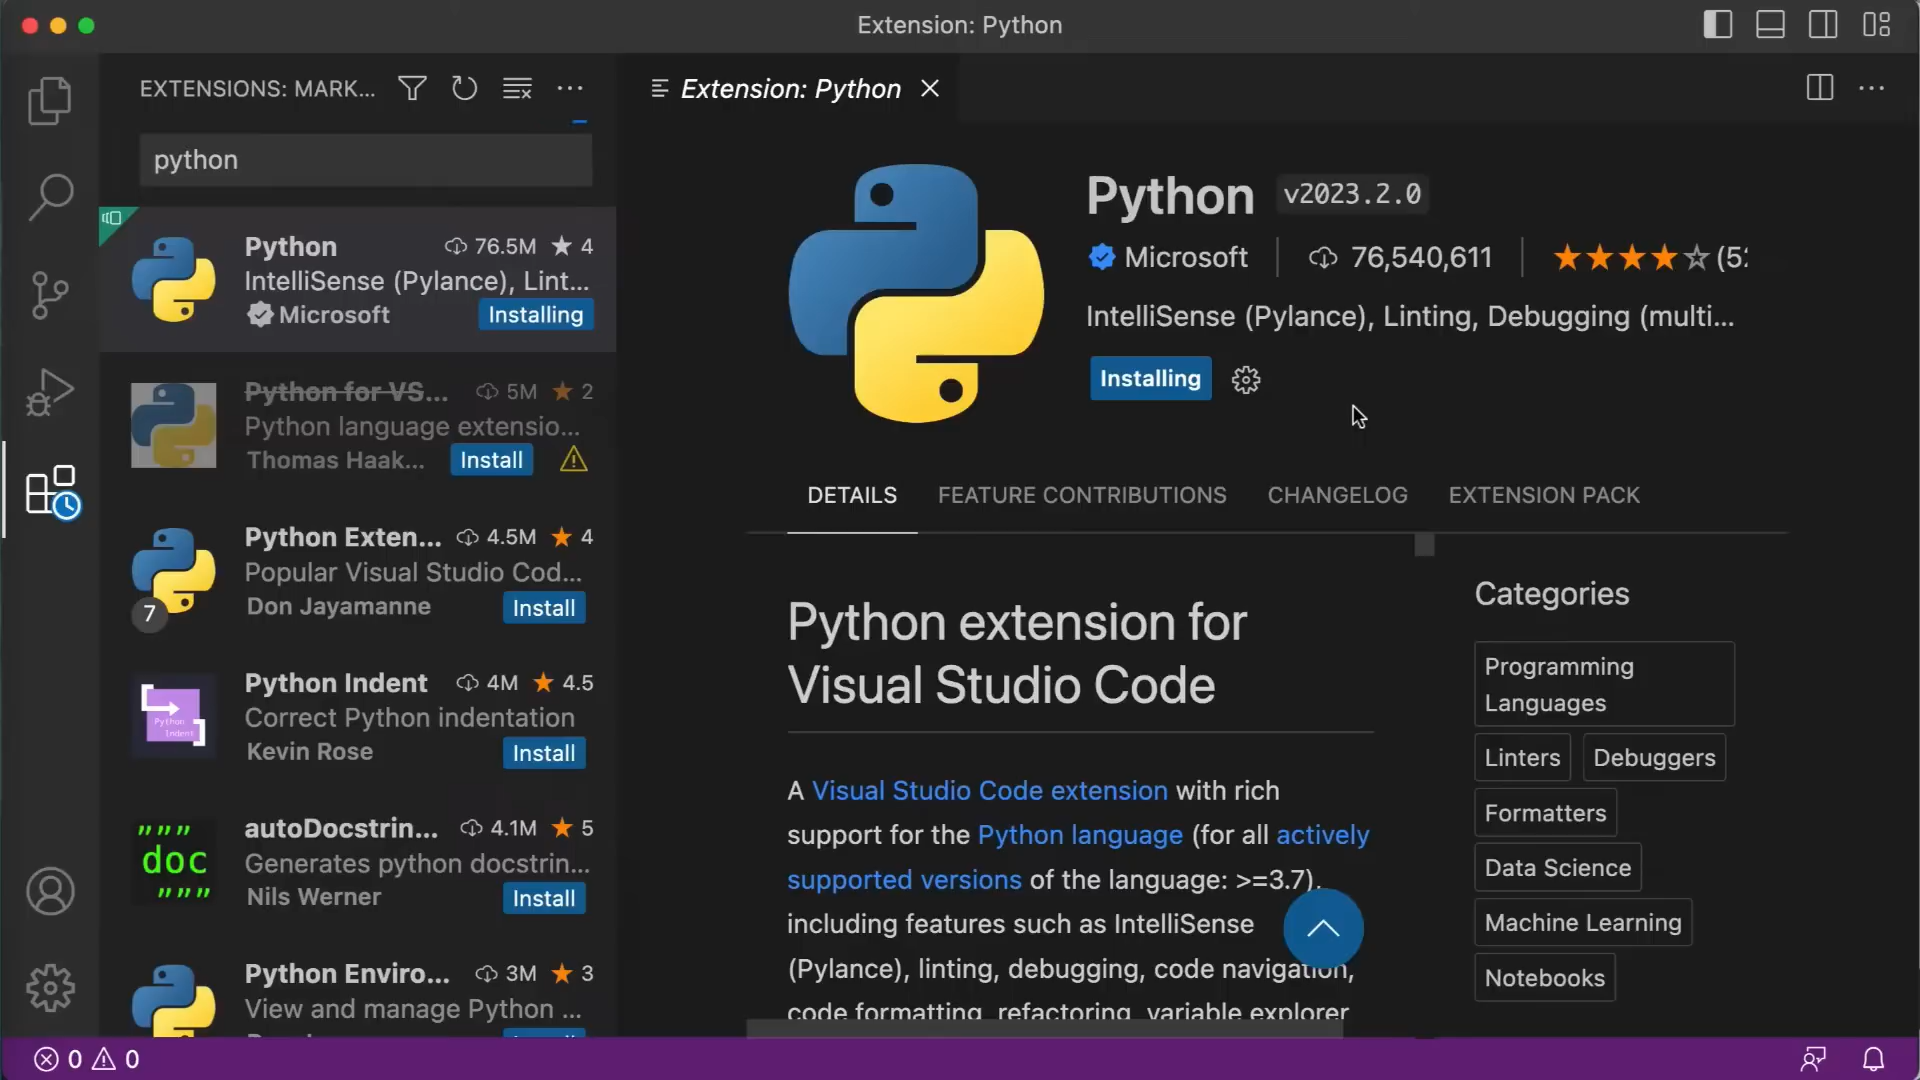 Extension: Python
EXTENSIONS: MARK...
Extension: Python
python
Python 76.5M 4
IntelliSense (Pylance), Lint...
Microsoft Installing
Python for VS... 5M 2
Python language extensio...
Thomas Haak... Install
Python Exten... 4.5M 4
Popular Visual Studio Cod...
Don Jayamanne Install
7
Python Indent 4M 4.5
Correct Python indentation
Kevin Rose Install
Python
Indent
autoDocstrin... 4.1M 5
Generates python docstrin...
Nils Werner Install
"""
doc
"""
Python Enviro... 3M 3
View and manage Python ...
Python v2023.2.0
Microsoft 76,540,611
IntelliSense (Pylance), Linting, Debugging (multi...
Installing
DETAILS FEATURE CONTRIBUTIONS CHANGELOG EXTENSION PACK
Python extension for
Visual Studio Code
A Visual Studio Code extension with rich
support for the Python language (for all actively
supported versions of the language: >=3.7),
including features such as IntelliSense
(Pylance), linting, debugging, code navigation,
code formatting, refactoring, variable explorer
Categories
Programming
Languages
Linters Debuggers
Formatters
Data Science
Machine Learning
Notebooks
0 0